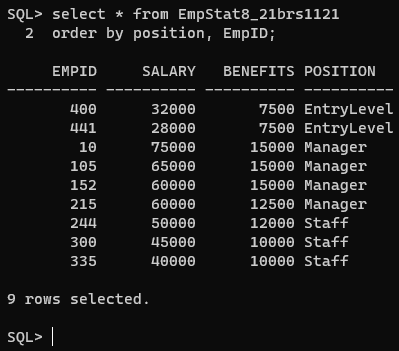 SQL> select * from EmpStat8_21brs1121
  2  order by position, EmpID;
     EMPID     SALARY   BENEFITS POSITION
---------- ---------- ---------- ----------
       400      32000       7500 EntryLevel
       441      28000       7500 EntryLevel
        10      75000      15000 Manager
       105      65000      15000 Manager
       152      60000      15000 Manager
       215      60000      12500 Manager
       244      50000      12000 Staff
       300      45000      10000 Staff
       335      40000      10000 Staff
9 rows selected.
SQL>